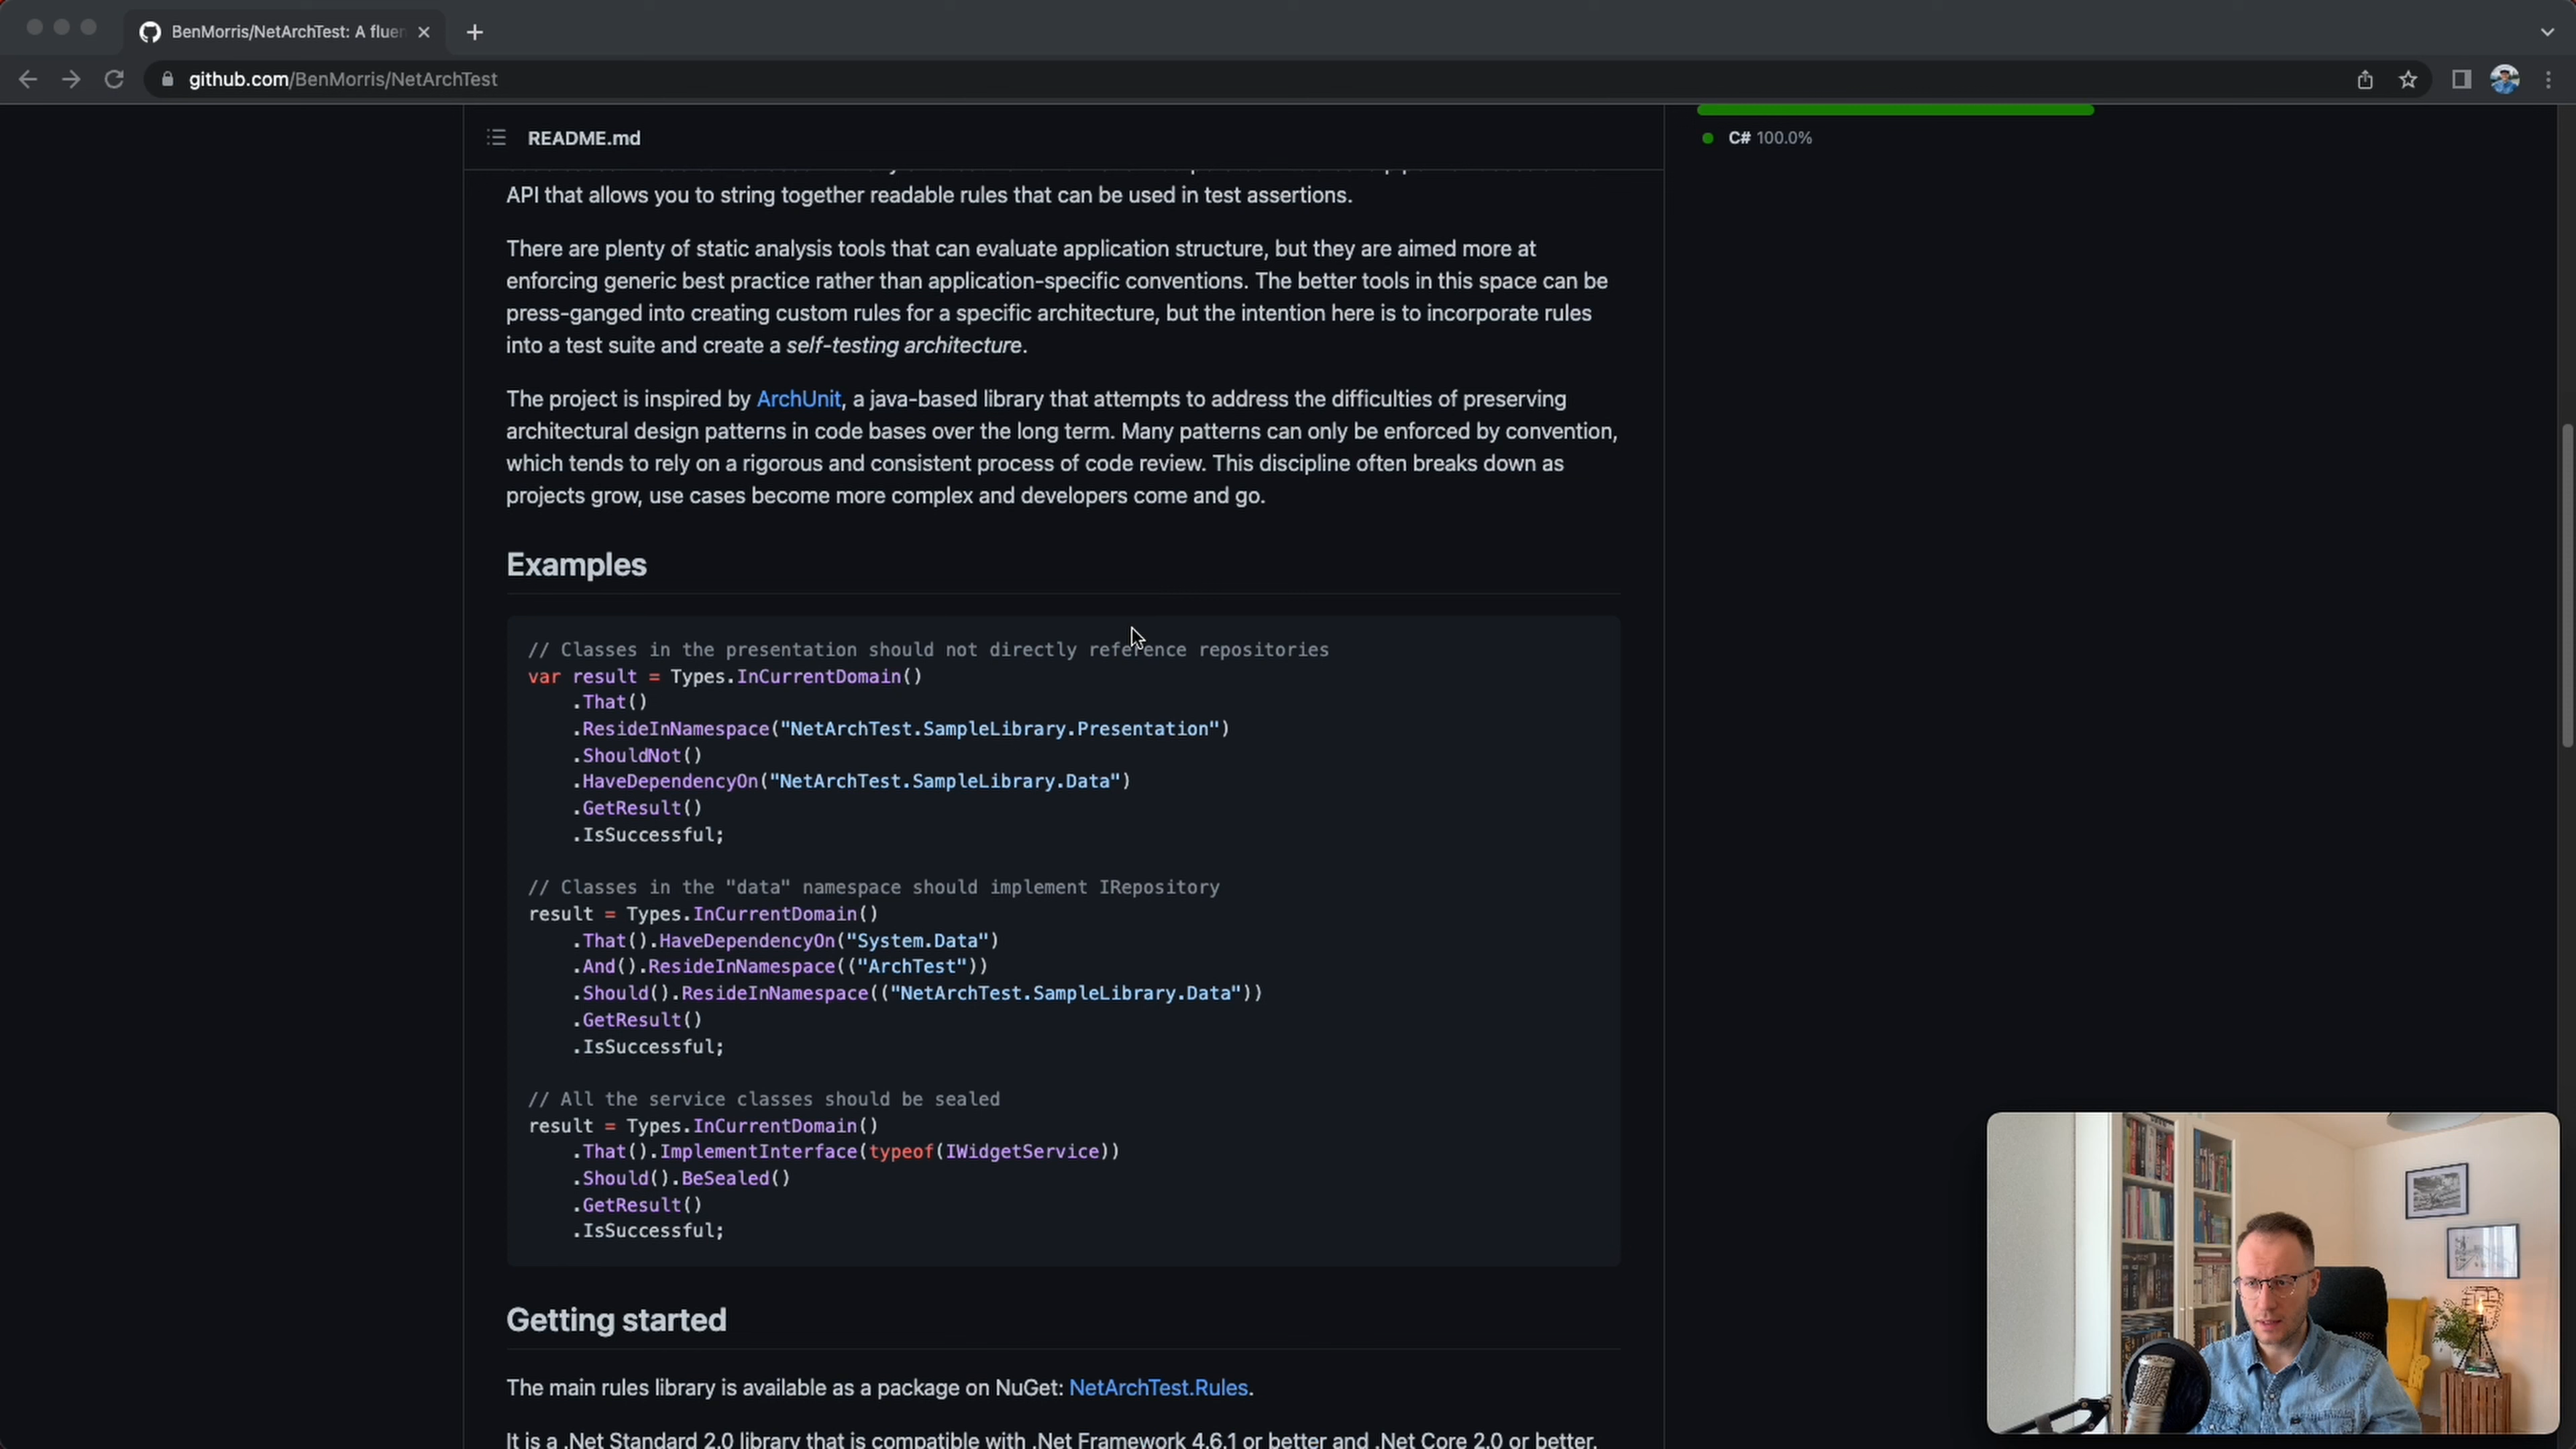 BenMorris/NetArchTest: A fluen
github.com/BenMorris/NetArchTest
README.md
C# 100.0%
API that allows you to string together readable rules that can be used in test assertions.
There are plenty of static analysis tools that can evaluate application structure, but they are aimed more at
enforcing generic best practice rather than application-specific conventions. The better tools in this space can be
press-ganged into creating custom rules for a specific architecture, but the intention here is to incorporate rules
into a test suite and create a self-testing architecture.
The project is inspired by ArchUnit, a java-based library that attempts to address the difficulties of preserving
architectural design patterns in code bases over the long term. Many patterns can only be enforced by convention,
which tends to rely on a rigorous and consistent process of code review. This discipline often breaks down as
projects grow, use cases become more complex and developers come and go.
Examples
// Classes in the presentation should not directly reference repositories
var result = Types.InCurrentDomain()
.That()
.ResideInNamespace("NetArchTest.SampleLibrary.Presentation")
.ShouldNot()
.HaveDependencyOn("NetArchTest.SampleLibrary.Data")
.GetResult()
.IsSuccessful;
// Classes in the "data" namespace should implement IRepository
result = Types.InCurrentDomain()
.That().HaveDependencyOn("System.Data")
.And().ResideInNamespace(("ArchTest"))
.Should().ResideInNamespace(("NetArchTest.SampleLibrary.Data"))
.GetResult()
.IsSuccessful;
// All the service classes should be sealed
result = Types.InCurrentDomain()
.That().ImplementInterface(typeof(IWidgetService))
.Should().BeSealed()
.GetResult()
.IsSuccessful;
Getting started
The main rules library is available as a package on NuGet: NetArchTest.Rules.
It is a .Net Standard 2.0 library that is compatible with .Net Framework 4.6.1 or better and .Net Core 2.0 or better.